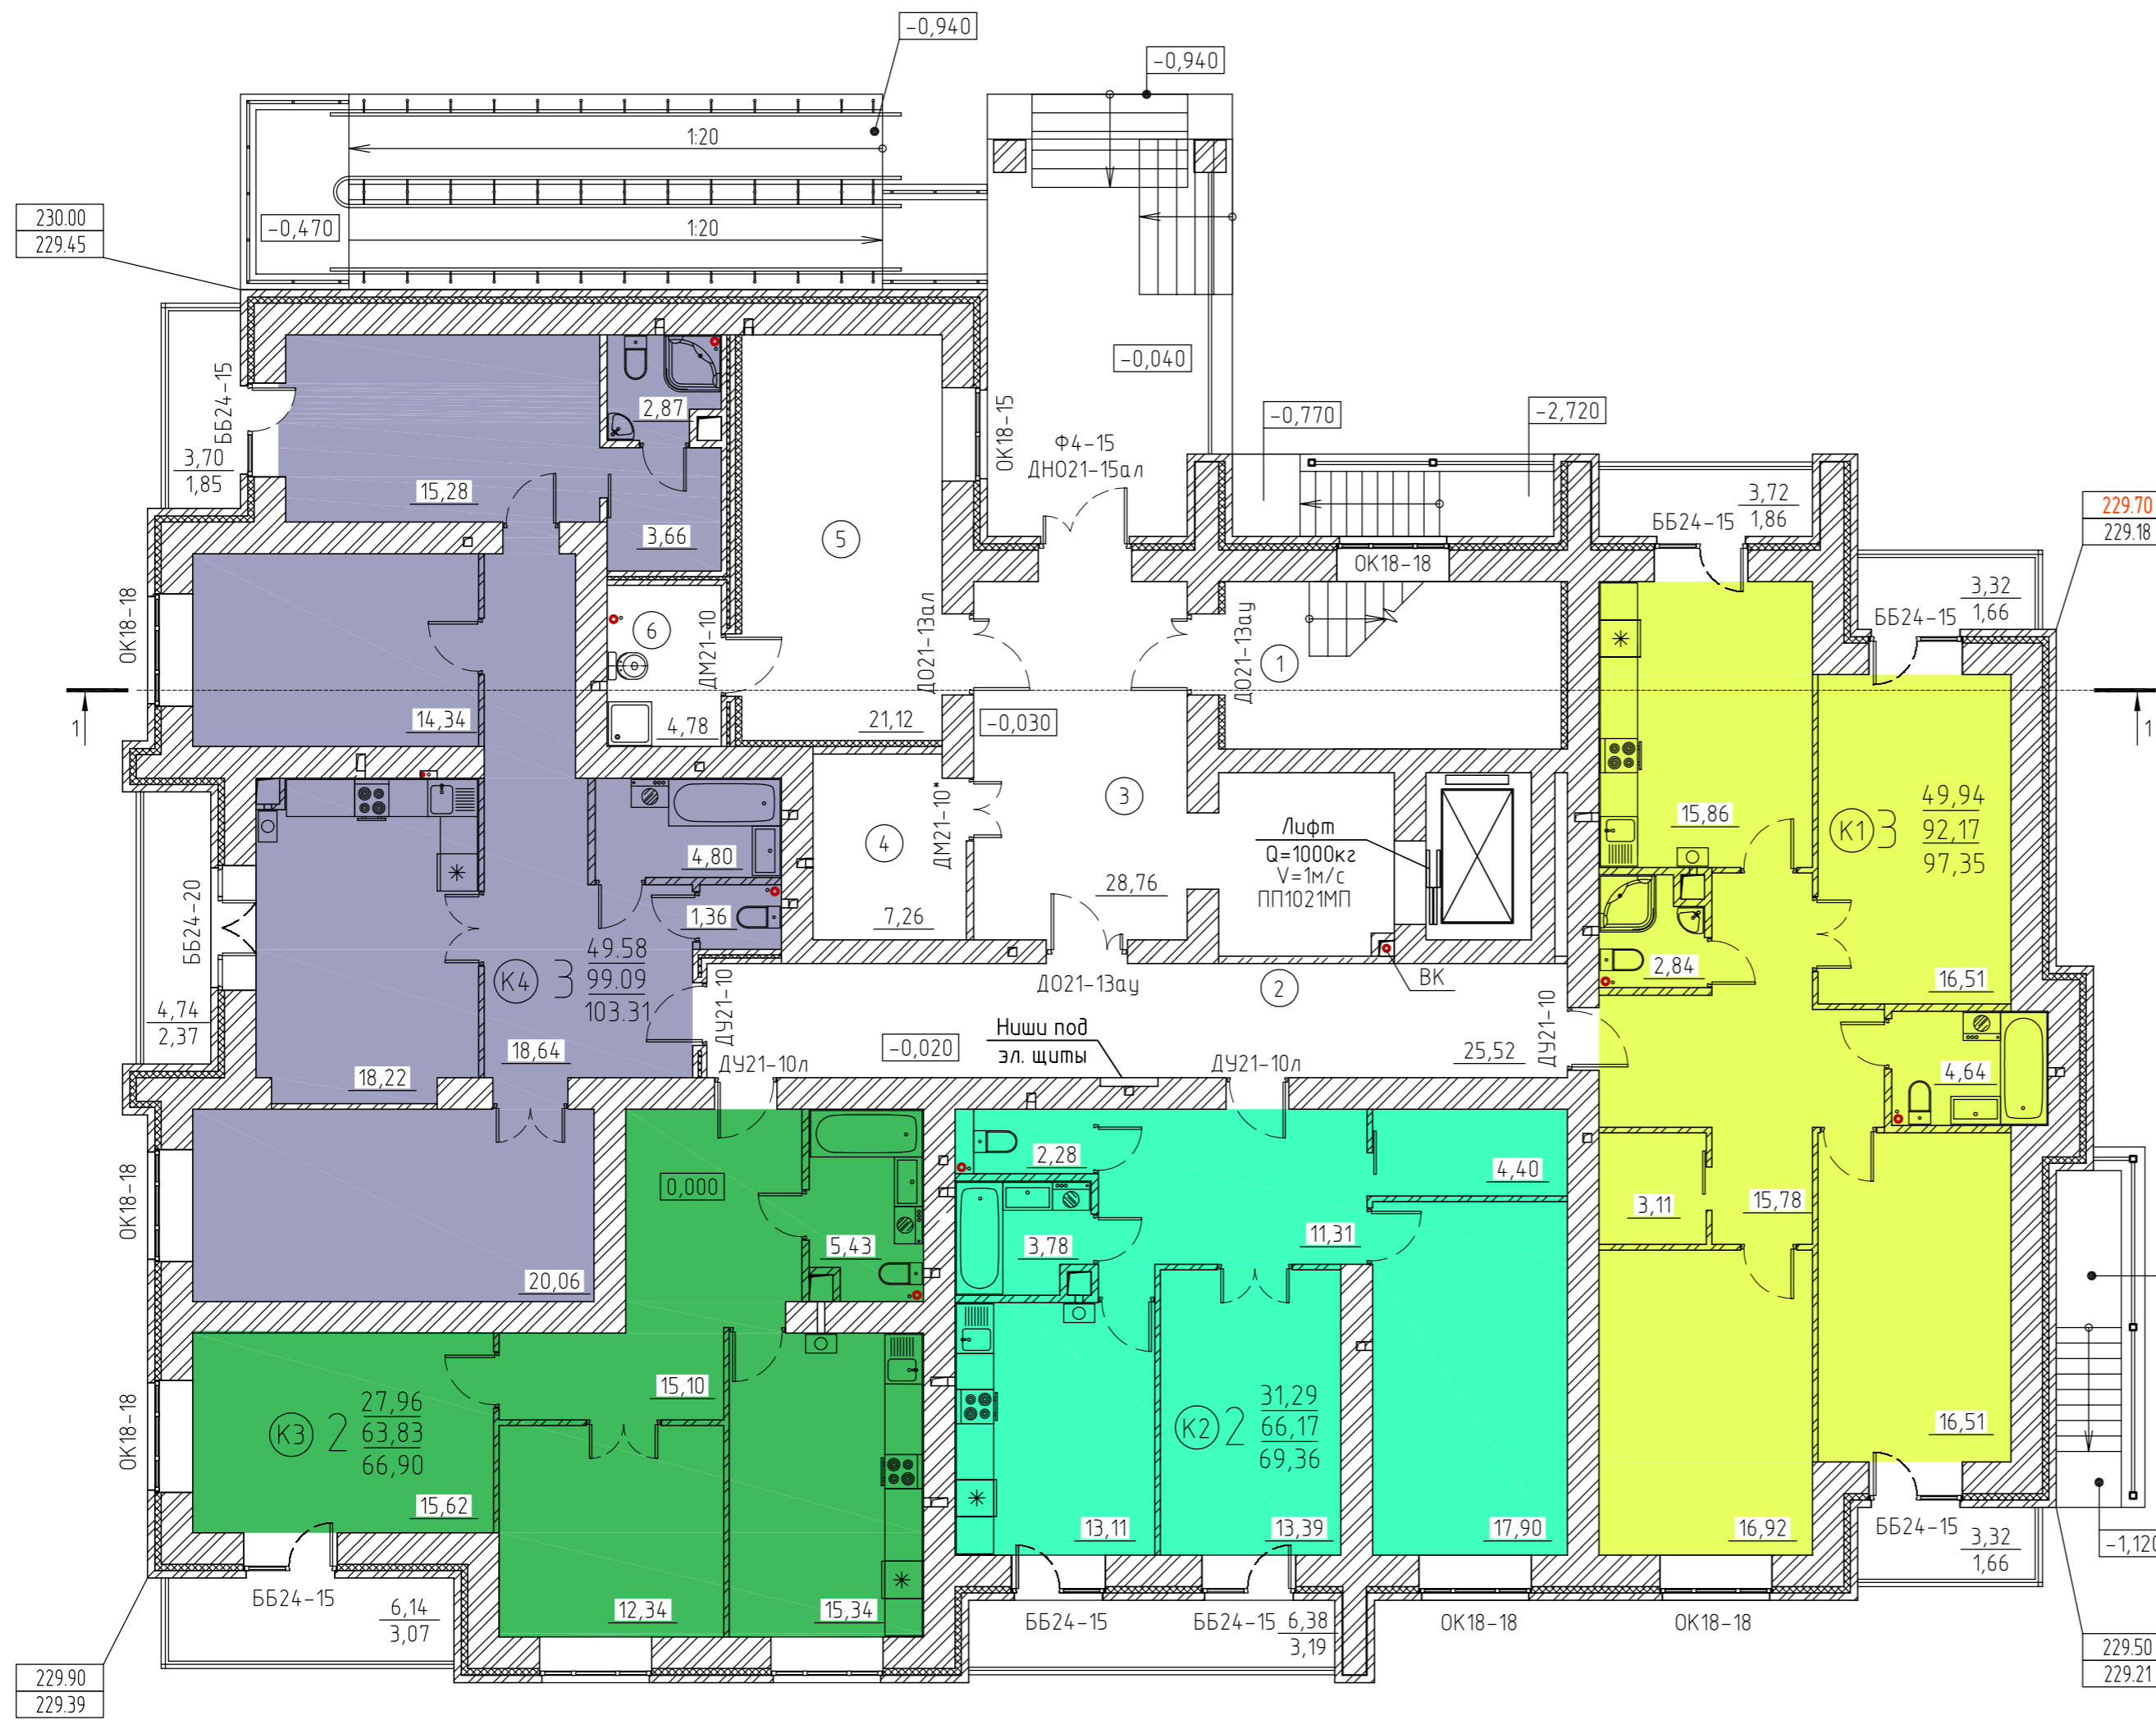 -0,940
-0,940
1:20
230.00
229.45
-0,470
1:20
-0,040
-0,770
-2,720
ББ24-15
3,70
1,85
2,87
ОК18-15
Ф4-15
ДНО21-15ал
15,28
3,66
5
ОК18-18
ББ24-15
3,72
1,86
229.70
229.18
ББ24-15
3,32
1,66
ОК18-18
6
ДМ21-10
ДО21-13ал
ДО21-13ау
1
1
14,34
4,78
21,12
-0,030
1
3
4
ДМ21-10*
Лифт
Q=1000кг
V=1м/с
ПП1021МП
15,86
К1
3
49,94
92,17
97,35
4,80
1,36
7,26
28,76
ББ24-20
К4
3
49.58
99.09
103.31
2,84
16,51
4,74
2,37
18,64
18,22
ДУ21-10
ДО21-13ау
2
ВК
Ниши под
эл. щиты
-0,020
ДУ21-10л
ДУ21-10л
25,52
ДУ21-10
4,64
ОК18-18
0,000
2,28
4,40
5,43
3,78
11,31
3,11
15,78
20,06
ОК18-18
К3
2
27,96
63,83
66,90
15,10
15,62
К2
2
31,29
66,17
69,36
16,51
12,34
15,34
13,11
13,39
17,90
16,92
ББ24-15
6,14
3,07
ББ24-15
ББ24-15
6,38
3,19
ОК18-18
ОК18-18
ББ24-15
3,32
1,66
-1,120
229.90
229.39
229.50
229.21